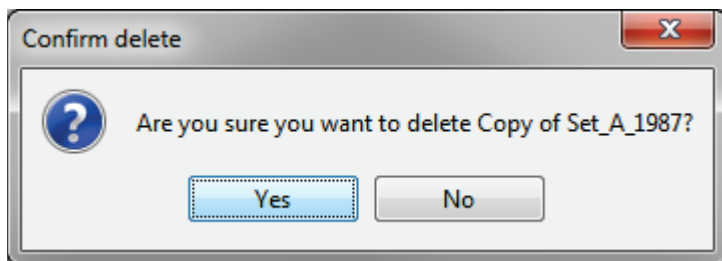 Confirm delete
Are you sure you want to delete Copy of Set_A_1987?
Yes No